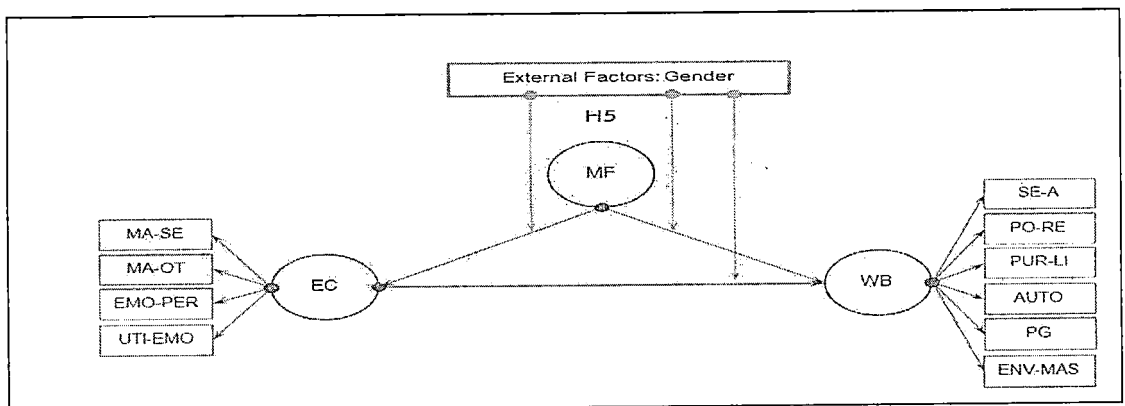 External Factors: Gender
H5
MF
MA-SE
MA-OT
EMO-PER
UTI-EMO
EC
WB
SE-A
PO-RE
PUR-LI
AUTO
PG
ENV-MAS